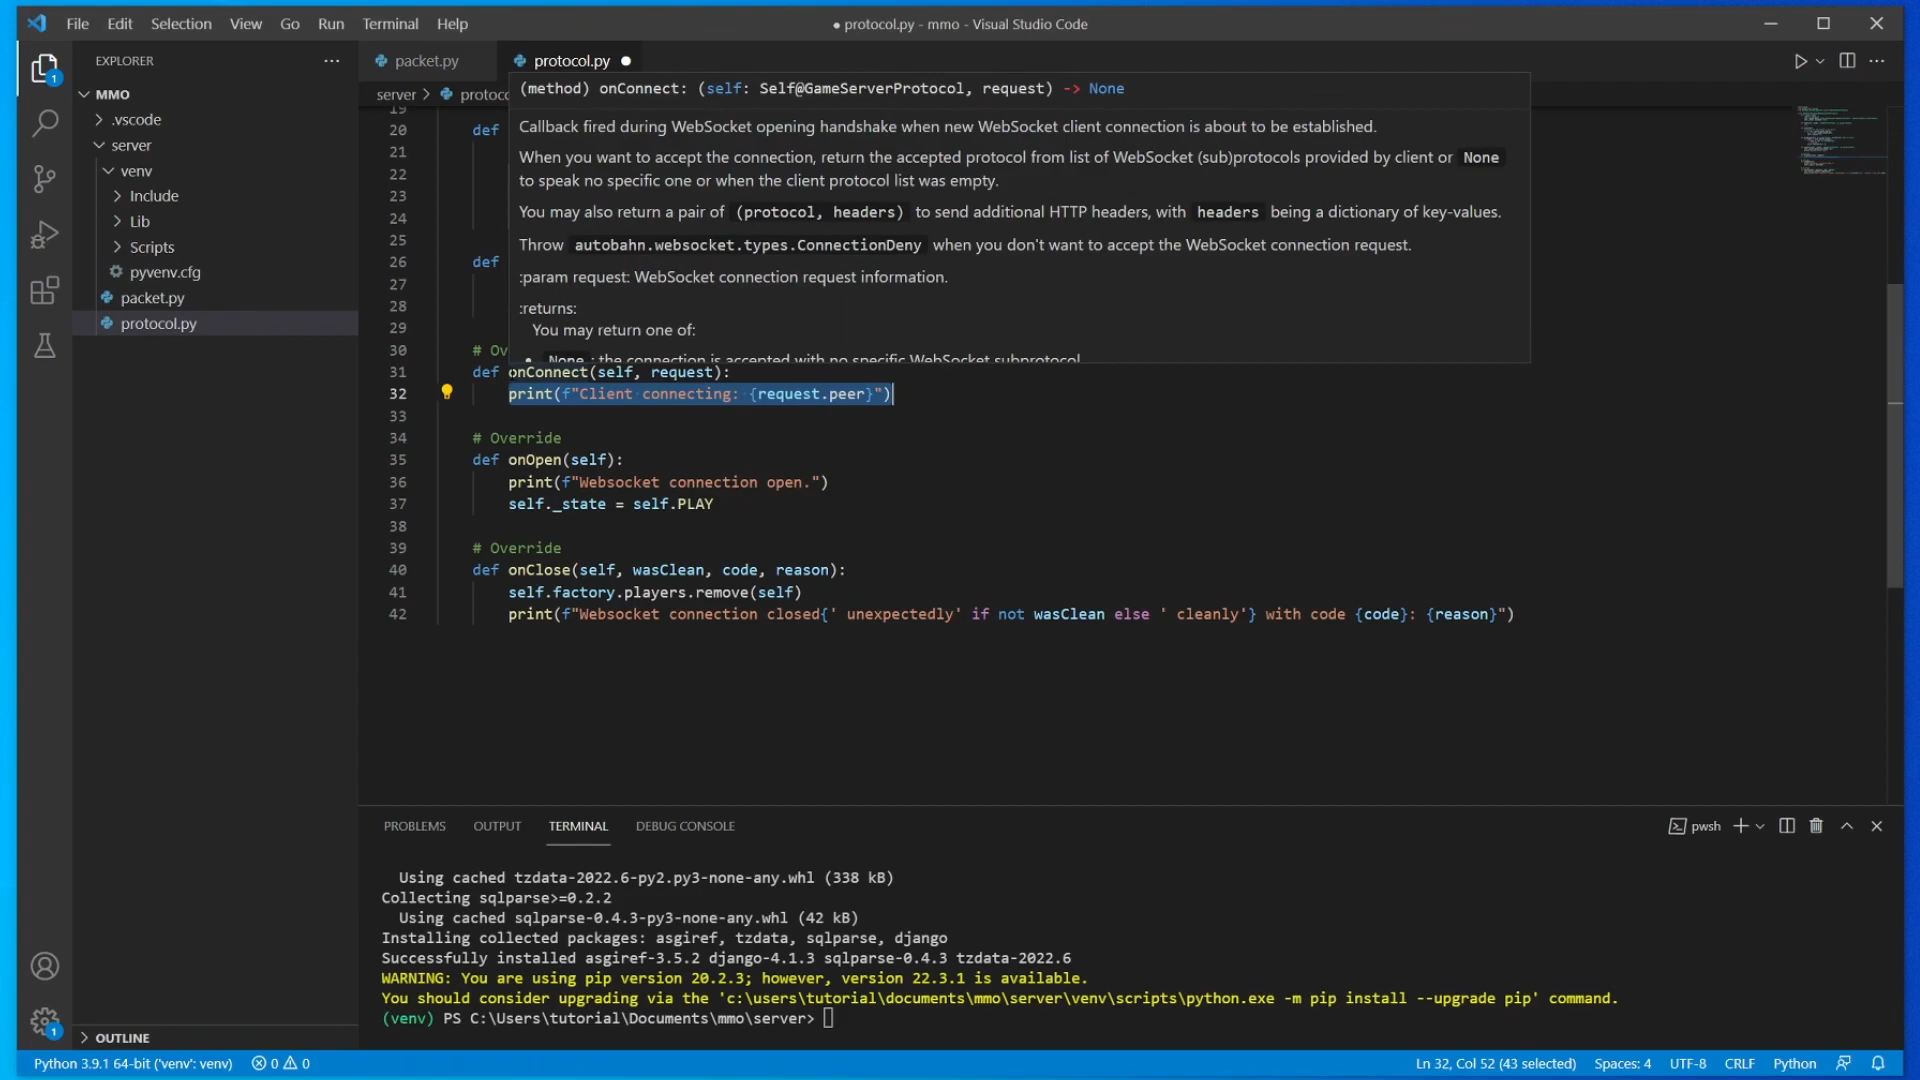 File Edit Selection View Go Run Terminal Help
● protocol.py - mmo - Visual Studio Code
EXPLORER
packet.py
protocol.py
MMO
.vscode
server
venv
Include
Lib
Scripts
pyvenv.cfg
packet.py
protocol.py
OUTLINE
server >
(method) onConnect: (self: Self@GameServerProtocol, request) -> None
Callback fired during WebSocket opening handshake when new WebSocket client connection is about to be established.
When you want to accept the connection, return the accepted protocol from list of WebSocket (sub)protocols provided by client or None
to speak no specific one or when the client protocol list was empty.
You may also return a pair of (protocol, headers) to send additional HTTP headers, with headers being a dictionary of key-values.
Throw autobahn.websocket.types.ConnectionDeny when you don't want to accept the WebSocket connection request.
:param request: WebSocket connection request information.
:returns:
You may return one of:
• None : the connection is accepted with no specific WebSocket subprotocol
19
20 def
21
22
23
24
25
26 def
27
28
29
30 # Ov
31 def onConnect(self, request):
32 print(f"Client connecting: {request.peer}")
33
34 # Override
35 def onOpen(self):
36 print(f"Websocket connection open.")
37 self._state = self.PLAY
38
39 # Override
40 def onClose(self, wasClean, code, reason):
41 self.factory.players.remove(self)
42 print(f"Websocket connection closed{' unexpectedly' if not wasClean else ' cleanly'} with code {code}: {reason}")
PROBLEMS OUTPUT TERMINAL DEBUG CONSOLE
pwsh
Using cached tzdata-2022.6-py2.py3-none-any.whl (338 kB)
Collecting sqlparse>=0.2.2
Using cached sqlparse-0.4.3-py3-none-any.whl (42 kB)
Installing collected packages: asgiref, tzdata, sqlparse, django
Successfully installed asgiref-3.5.2 django-4.1.3 sqlparse-0.4.3 tzdata-2022.6
WARNING: You are using pip version 20.2.3; however, version 22.3.1 is available.
You should consider upgrading via the 'c:\users\tutorial\documents\mmo\server\venv\scripts\python.exe -m pip install --upgrade pip' command.
(venv) PS C:\Users\tutorial\Documents\mmo\server>
Python 3.9.1 64-bit ('venv': venv) 0 0
Ln 32, Col 52 (43 selected) Spaces: 4 UTF-8 CRLF Python
1
1